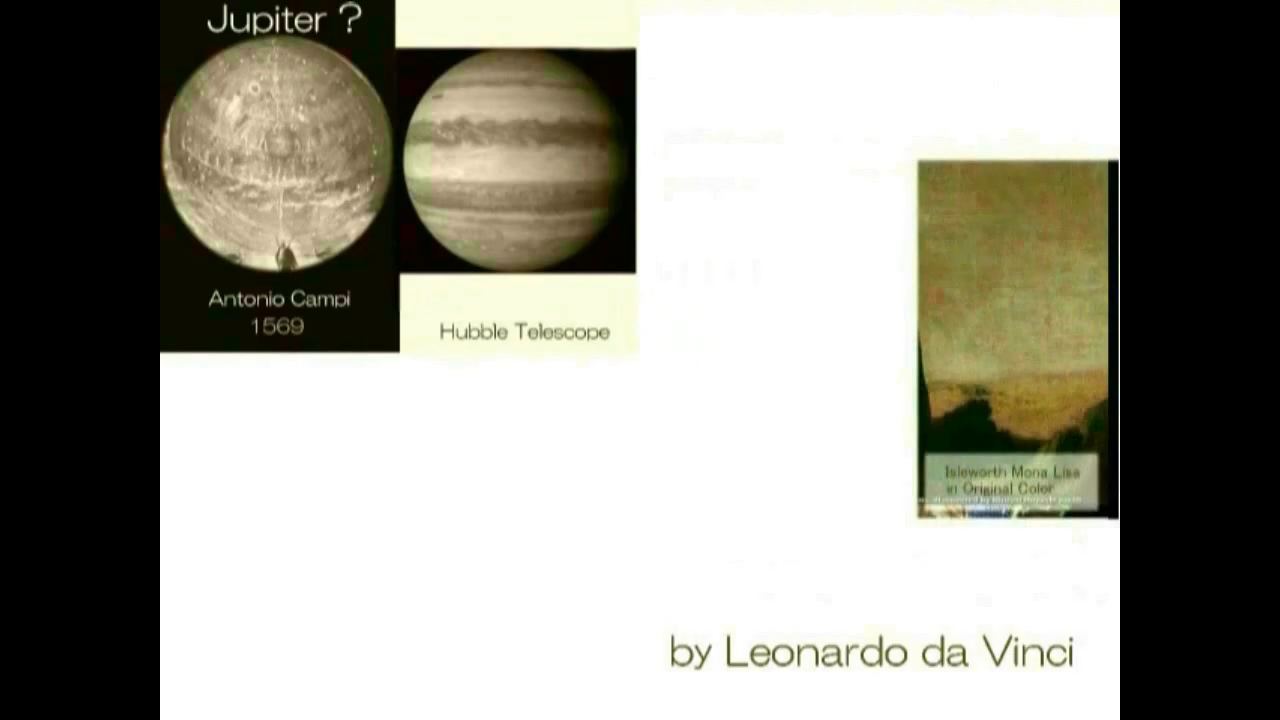 Jupiter ?
Antonio Campi
1569
Hubble Telescope
Isleworth Mona Lisa
in Original Color
by Leonardo da Vinci